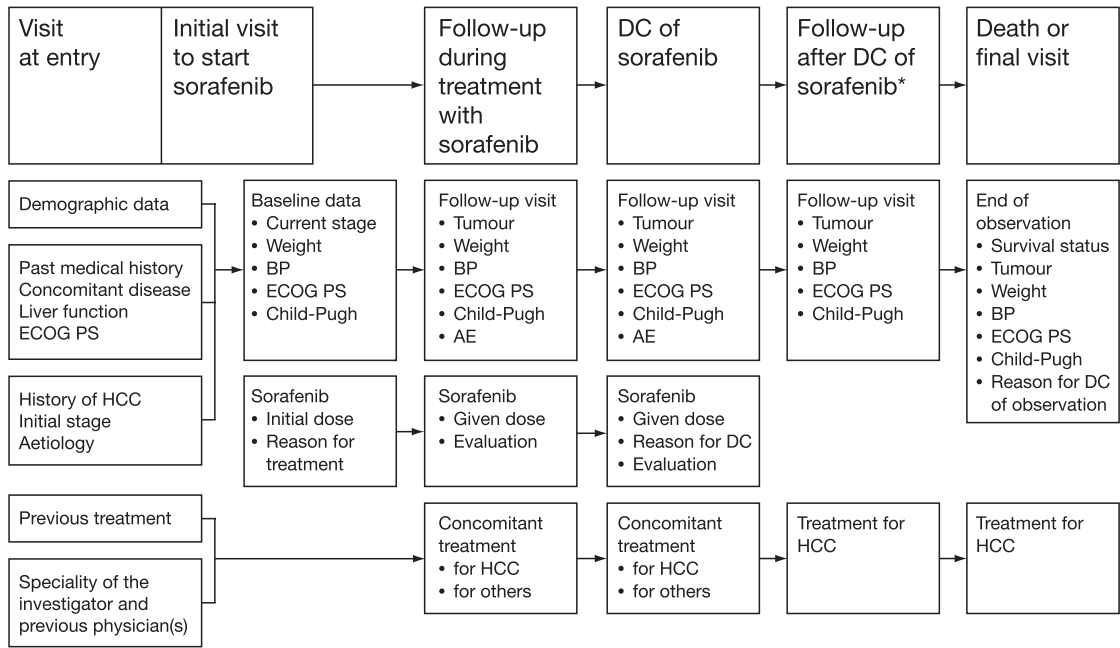 Visit
at entry
Initial visit
to start
sorafenib
Follow-up
during
treatment
with
sorafenib
DC of
sorafenib
Follow-up
after DC of
sorafenib*
Death or
final visit
Demographic data
Past medical history
Concomitant disease
Liver function
ECOG PS
History of HCC
Initial stage
Aetiology
Baseline data
• Current stage
• Weight
• BP
• ECOG PS
• Child-Pugh
Follow-up visit
• Tumour
• Weight
• BP
• ECOG PS
• Child-Pugh
• AE
Follow-up visit
• Tumour
• Weight
• BP
• ECOG PS
• Child-Pugh
• AE
Follow-up visit
• Tumour
• Weight
• BP
• ECOG PS
• Child-Pugh
End of
observation
• Survival status
• Tumour
• Weight
• BP
• ECOG PS
• Child-Pugh
• Reason for DC
of observation
Sorafenib
• Initial dose
• Reason for
treatment
Sorafenib
• Given dose
• Evaluation
Sorafenib
• Given dose
• Reason for DC
• Evaluation
Previous treatment
Speciality of the
investigator and
previous physician(s)
Concomitant
treatment
• for HCC
• for others
Concomitant
treatment
• for HCC
• for others
Treatment for
HCC
Treatment for
HCC